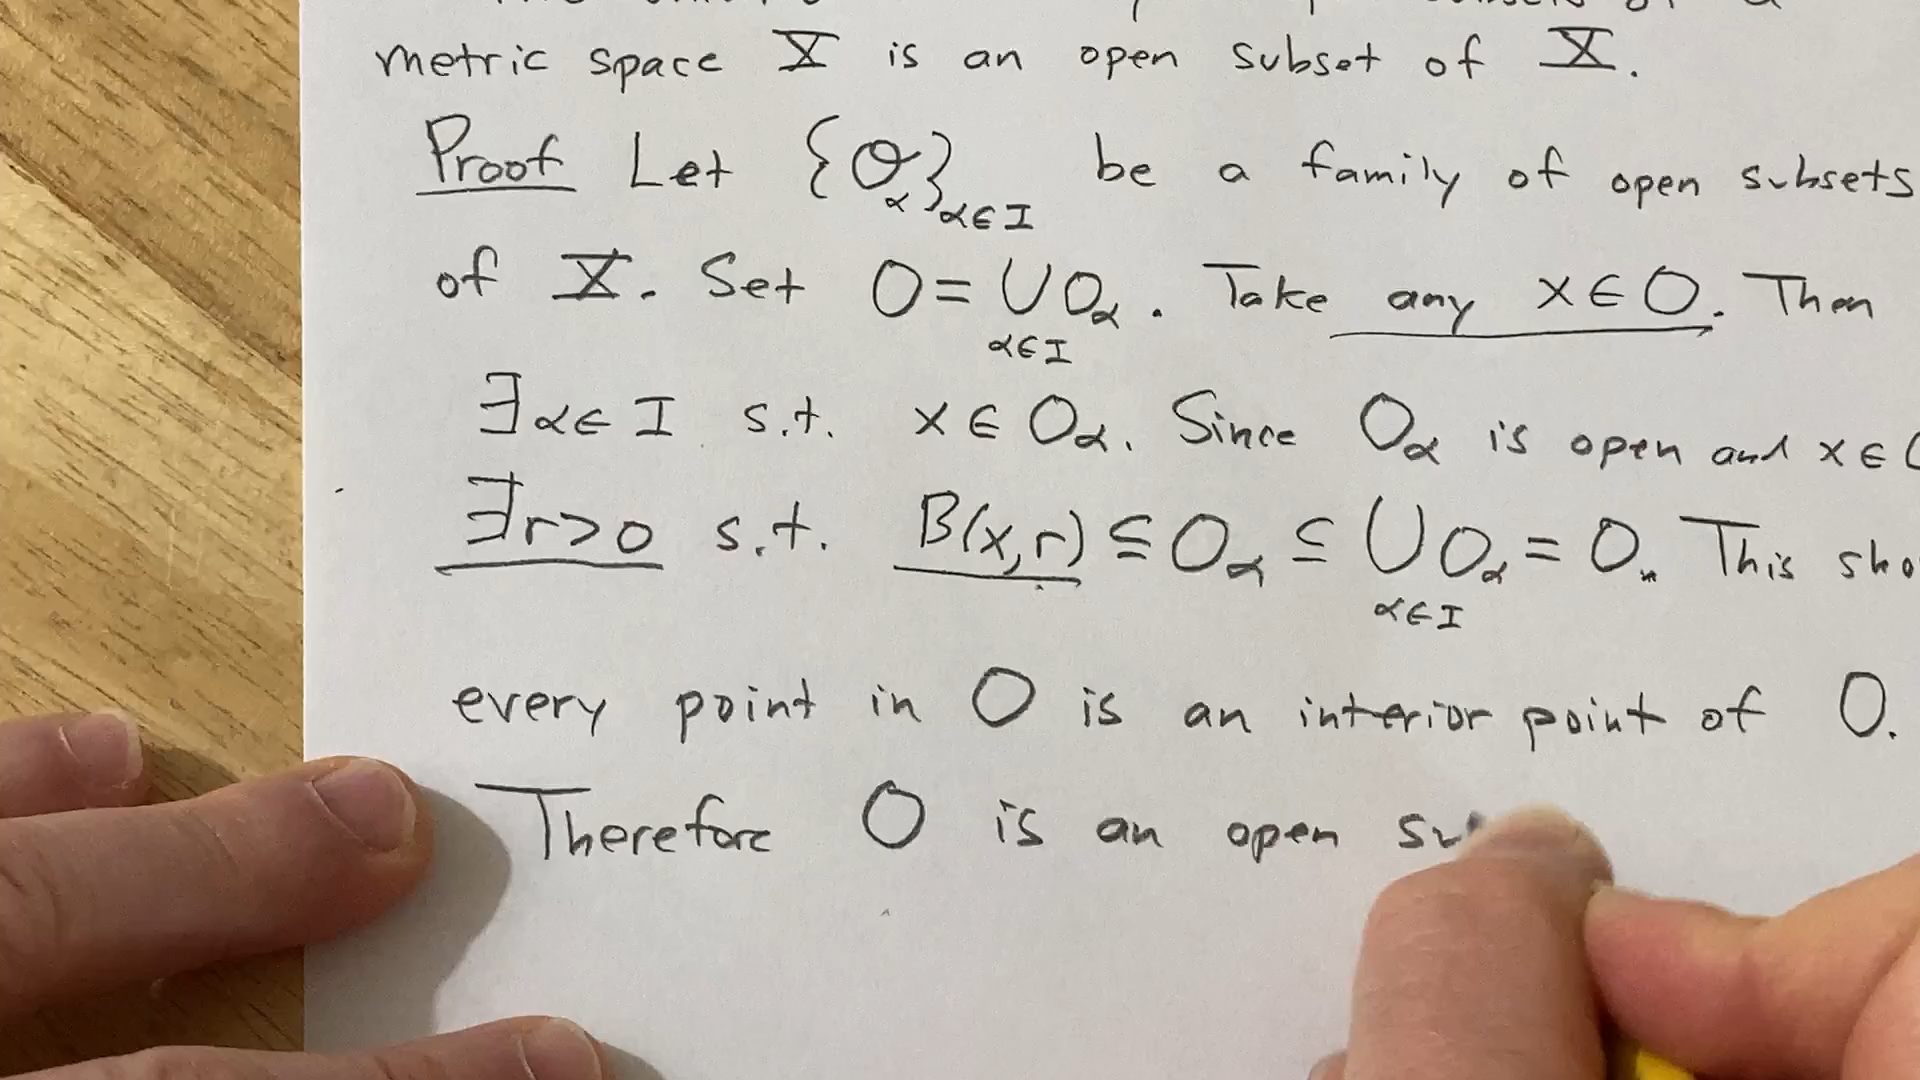 metric space X is an open subset of X.
Proof Let {O_α}_{α∈I} be a family of open subsets
of X. Set O = ∪_{α∈I} O_α. Take any x ∈ O. Then
∃ α ∈ I s.t. x ∈ O_α. Since O_α is open and x ∈
∃ r > 0 s.t. B(x,r) ⊆ O_α ⊆ ∪_{α∈I} O_α = O. This
every point in O is an interior point of O.
Therefore O is an open